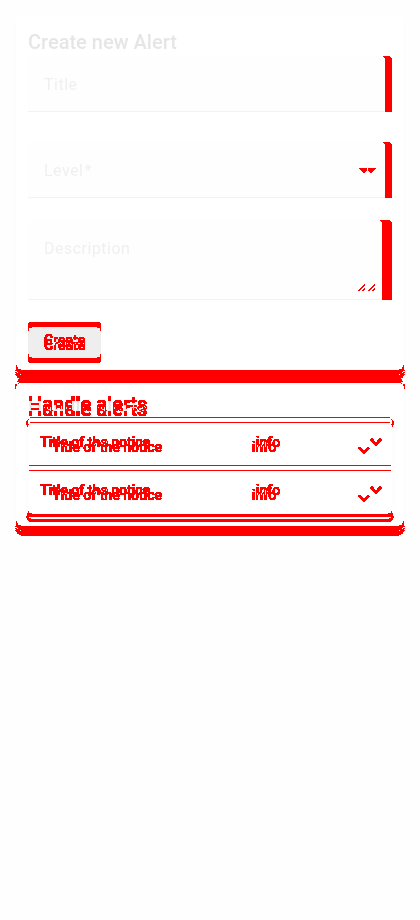 Create new Alert
Title
Level*
Description
Create
Handle alerts
Title of the notice info
Title of the notice info